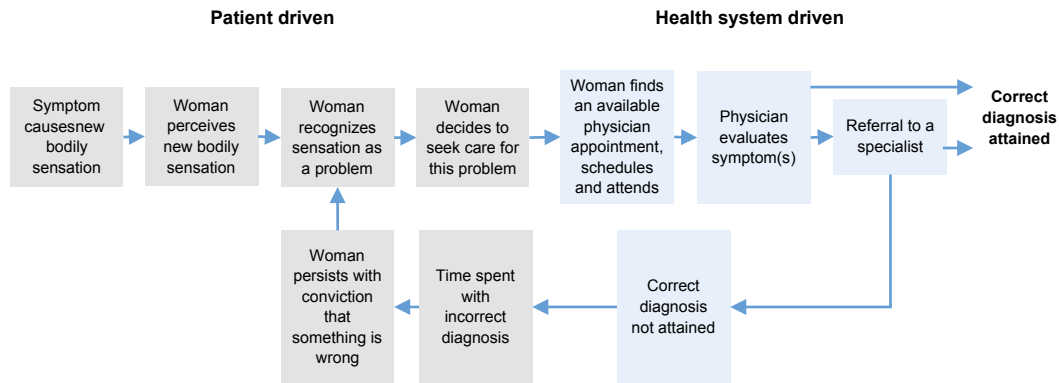 Patient driven
Health system driven
Symptom
causesnew
bodily
sensation
Woman
perceives
new bodily
sensation
Woman
recognizes
sensation as
a problem
Woman
decides to
seek care for
this problem
Woman finds
an available
physician
appointment,
schedules
and attends
Physician
evaluates
symptom(s)
Referral to a
specialist
Correct
diagnosis
attained
Woman
persists with
conviction
that
something is
wrong
Time spent
with
incorrect
diagnosis
Correct
diagnosis
not attained